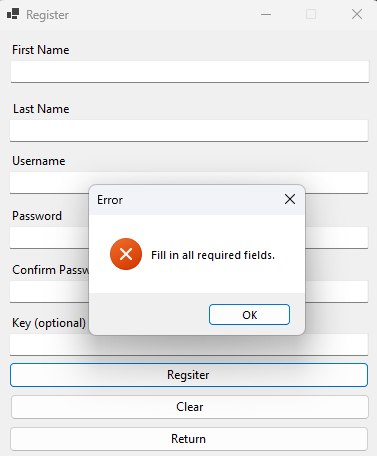 Register
First Name
Last Name
Username
Error
Password
Fill in all required fields.
Confirm Passw
OK
Key (optional)
Regsiter
Clear
Return